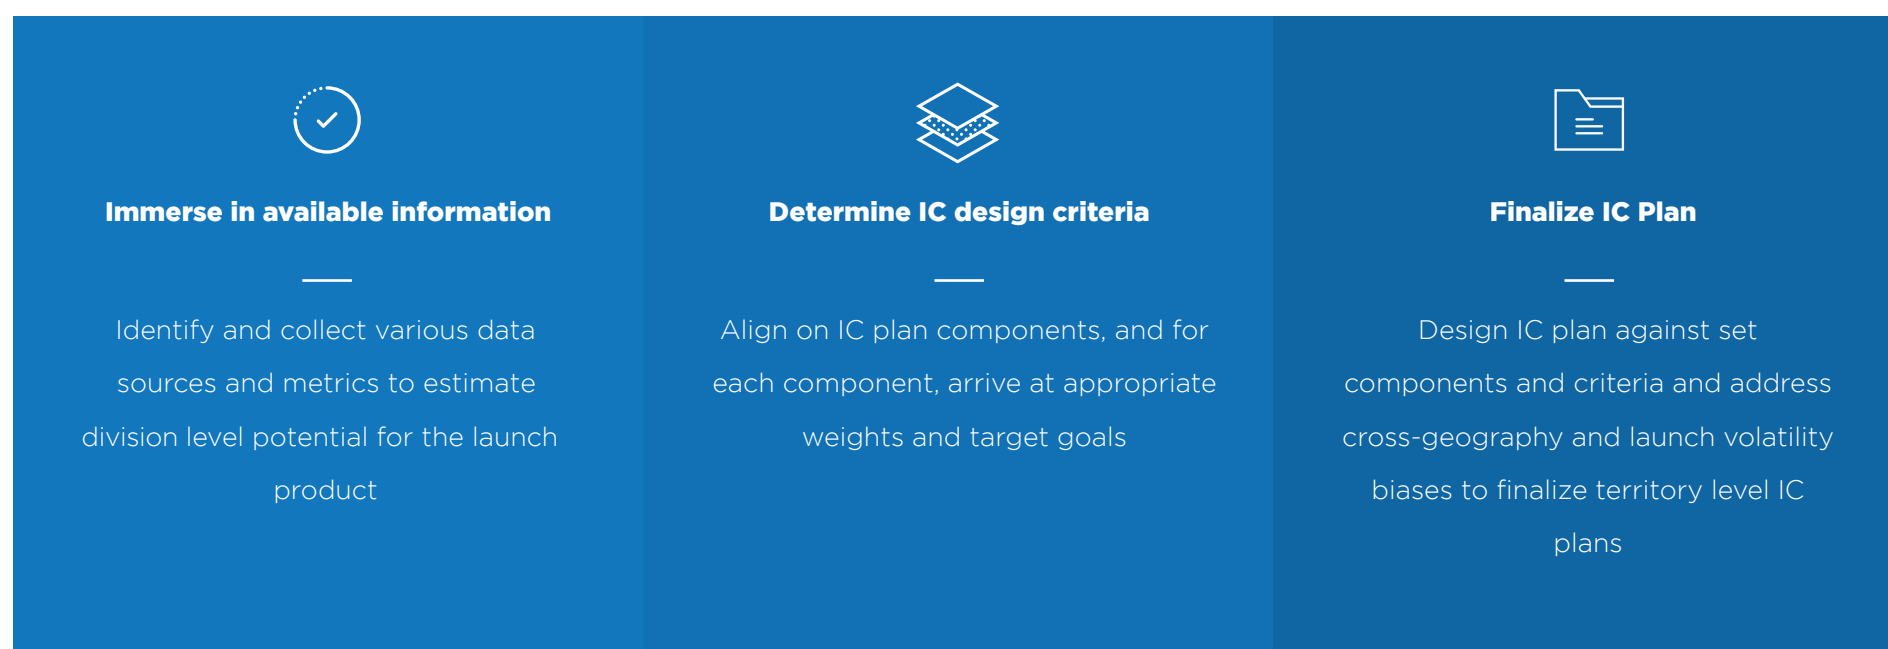 Immerse in available information
Identify and collect various data
sources and metrics to estimate
division level potential for the launch
product
Determine IC design criteria
Align on IC plan components, and for
each component, arrive at appropriate
weights and target goals
Finalize IC Plan
Design IC plan against set
components and criteria and address
cross-geography and launch volatility
biases to finalize territory level IC
plans